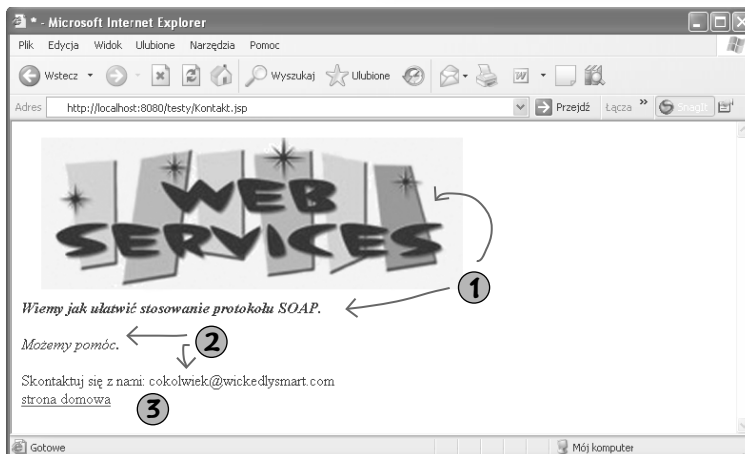 * - Microsoft Internet Explorer
Plik Edycja Widok Ulubione Narzędzia Pomoc
Wstecz Wyszukaj Ulubione
Adres http://localhost:8080/testy/Kontakt.jsp Przejdź Łącza » SnagIt
WEB
SERVICES
1
Wiemy jak ułatwić stosowanie protokołu SOAP.
Możemy pomóc.
2
Skontaktuj się z nami: cokolwiek@wickedlysmart.com
strona domowa
3
Gotowe Mój komputer